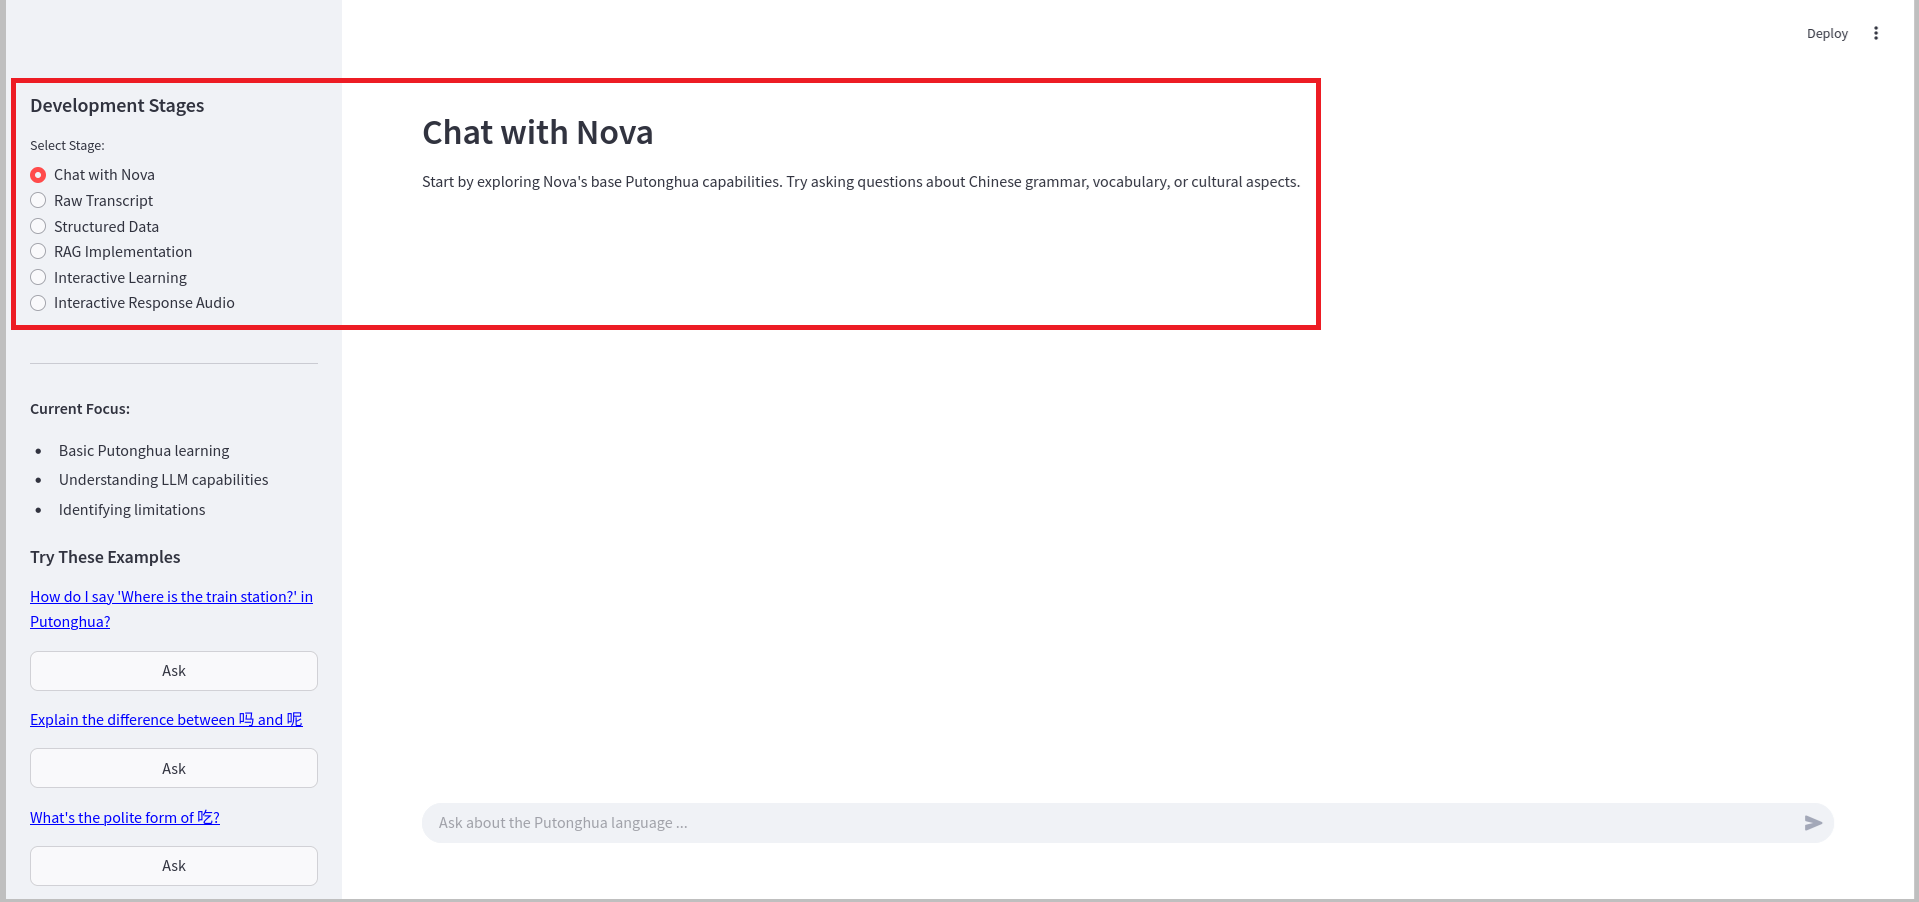 Deploy
Development Stages
Select Stage:
Chat with Nova
Raw Transcript
Structured Data
RAG Implementation
Interactive Learning
Interactive Response Audio
Current Focus:
Basic Putonghua learning
Understanding LLM capabilities
Identifying limitations
Try These Examples
How do I say 'Where is the train station?' in
Putonghua?
Ask
Explain the difference between 吗 and 呢
Ask
What's the polite form of 吃?
Ask
Chat with Nova
Start by exploring Nova's base Putonghua capabilities. Try asking questions about Chinese grammar, vocabulary, or cultural aspects.
Ask about the Putonghua language ...